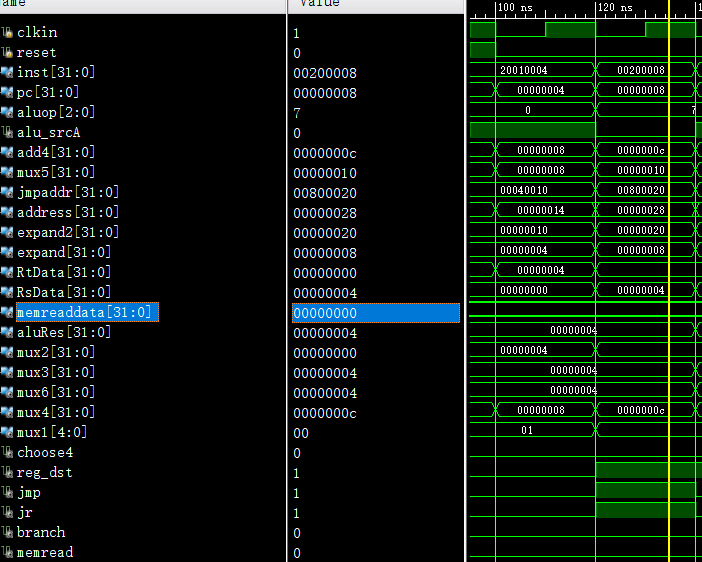 ame Value
100 ns 120 ns 1
clkin 1
reset 0
inst[31:0] 00200008 20010004 00200008
pc[31:0] 00000008 00000004 00000008
aluop[2:0] 7 0 7
alu_srcA 0
add4[31:0] 0000000c 00000008 0000000c
mux5[31:0] 00000010 00000008 00000010
jmpaddr[31:0] 00800020 00040010 00800020
address[31:0] 00000028 00000014 00000028
expand2[31:0] 00000020 00000010 00000020
expand[31:0] 00000008 00000004 00000008
RtData[31:0] 00000000 00000004
RsData[31:0] 00000004 00000000 00000004
memreaddata[31:0] 00000000
aluRes[31:0] 00000004 00000004
mux2[31:0] 00000000 00000004
mux3[31:0] 00000004 00000004
mux6[31:0] 00000004 00000004
mux4[31:0] 0000000c 00000008 0000000c
mux1[4:0] 00 01
choose4 0
reg_dst 1
jmp 1
jr 1
branch 0
memread 0